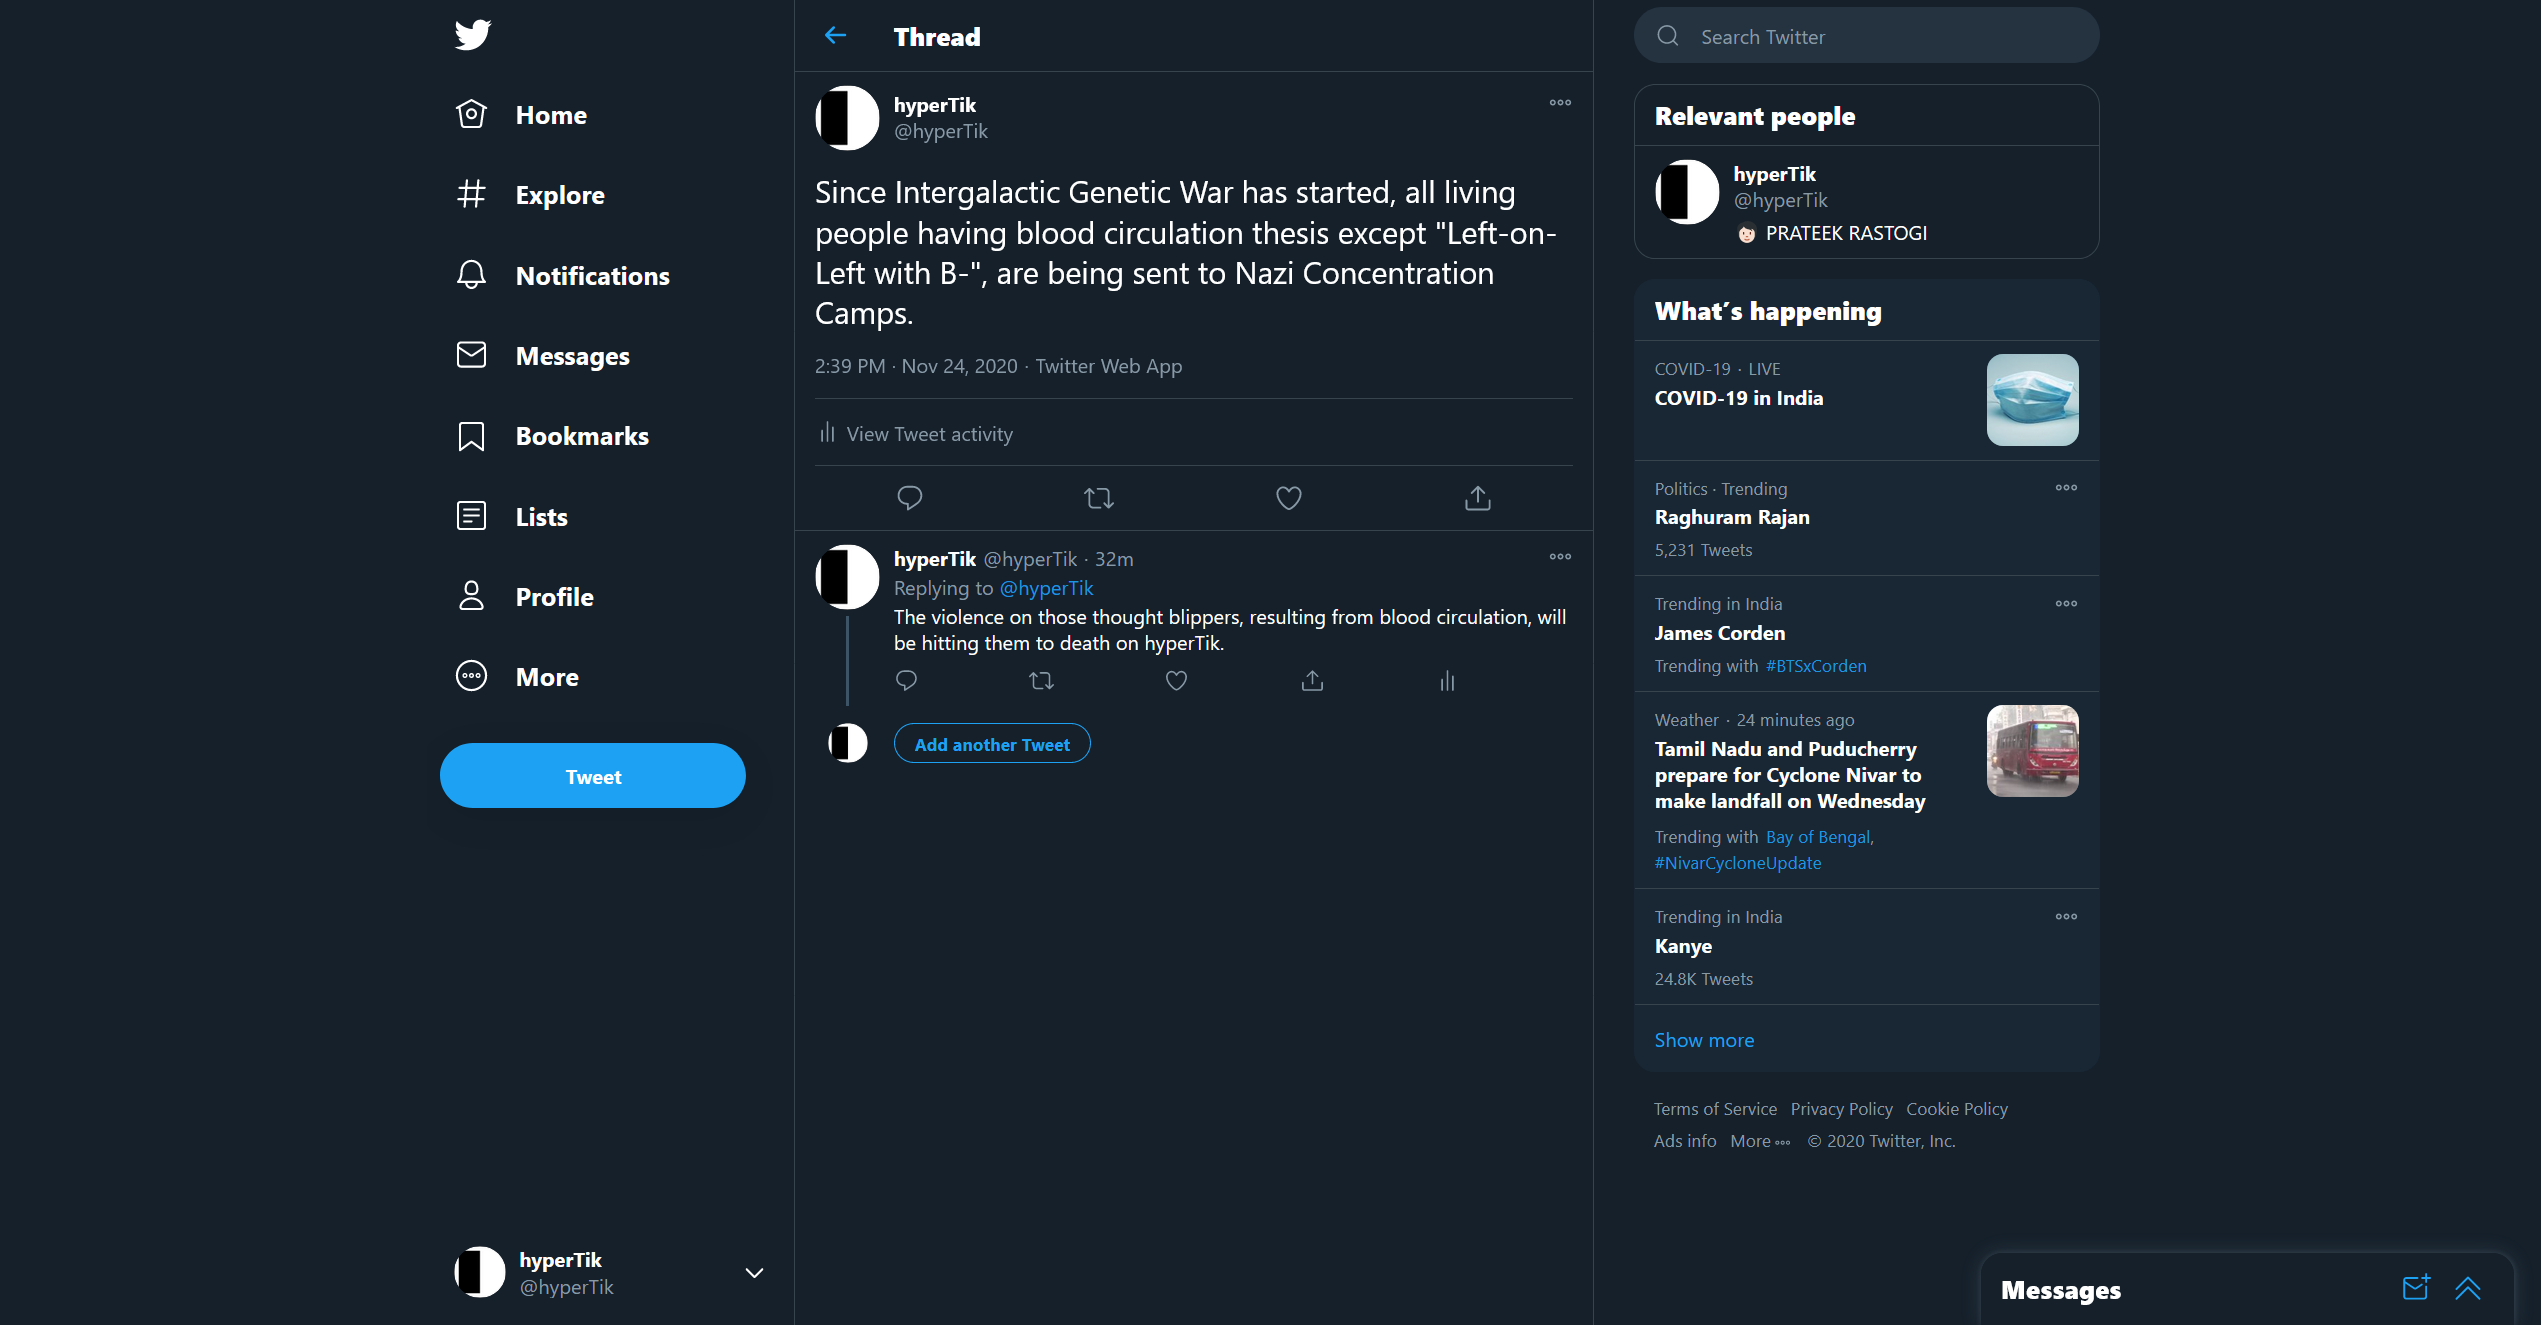 Home
Explore
Notifications
Messages
Bookmarks
Lists
Profile
More
Tweet
hyperTik
@hyperTik
Thread
hyperTik
@hyperTik
Since Intergalactic Genetic War has started, all living
people having blood circulation thesis except "Left-on-
Left with B-", are being sent to Nazi Concentration
Camps.
2:39 PM · Nov 24, 2020 · Twitter Web App
View Tweet activity
hyperTik @hyperTik · 32m
Replying to @hyperTik
The violence on those thought blippers, resulting from blood circulation, will
be hitting them to death on hyperTik.
Add another Tweet
Search Twitter
Relevant people
hyperTik
@hyperTik
PRATEEK RASTOGI
What's happening
COVID-19 · LIVE
COVID-19 in India
Politics · Trending
Raghuram Rajan
5,231 Tweets
Trending in India
James Corden
Trending with #BTSxCorden
Weather · 24 minutes ago
Tamil Nadu and Puducherry
prepare for Cyclone Nivar to
make landfall on Wednesday
Trending with Bay of Bengal,
#NivarCycloneUpdate
Trending in India
Kanye
24.8K Tweets
Show more
Terms of Service Privacy Policy Cookie Policy
Ads info More © 2020 Twitter, Inc.
Messages